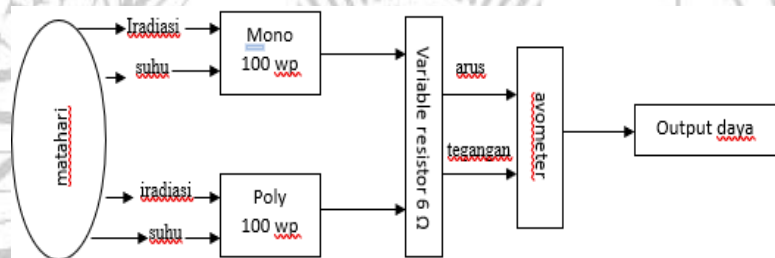 matahari
Iradiasi
suhu
Mono
100 wp
iradiasi
suhu
Poly
100 wp
Variable resistor 6 Ω
arus
tegangan
avometer
Output daya